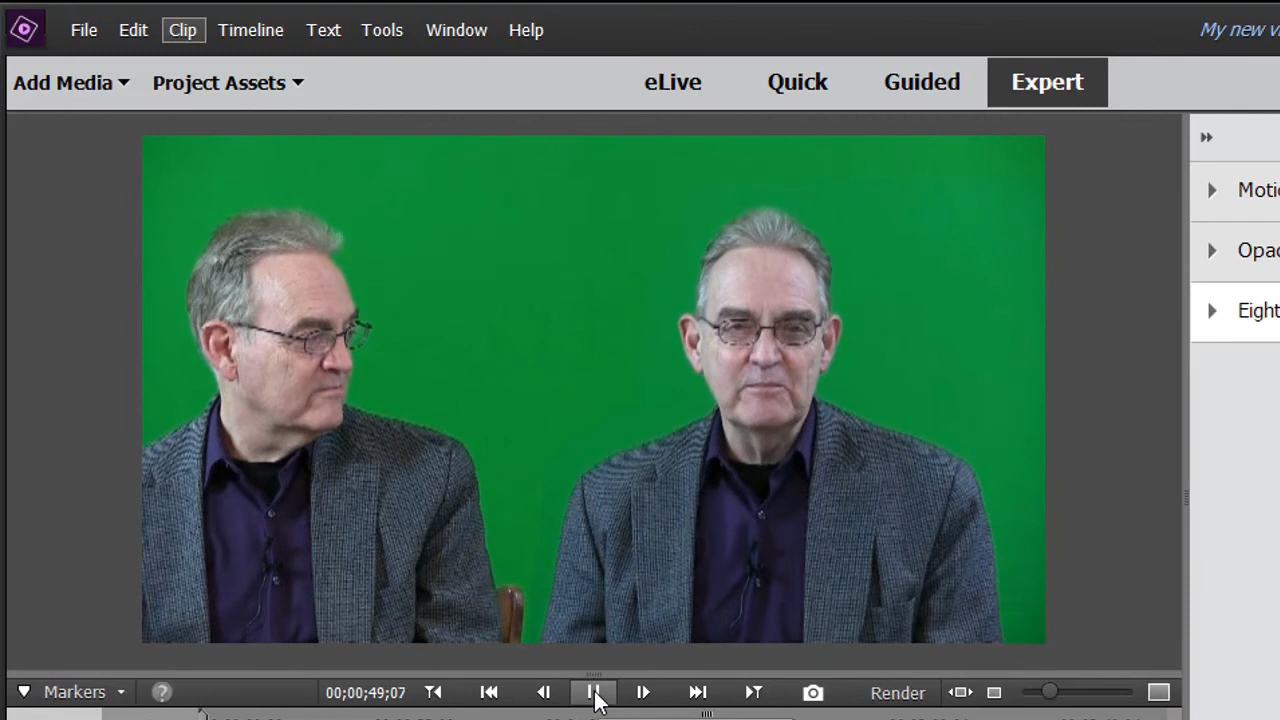 File Edit Clip Timeline Text Tools Window Help My new vi
Add Media Project Assets eLive Quick Guided Expert
Motio
Opac
Eight
Markers ? 00;00;49;07 Render